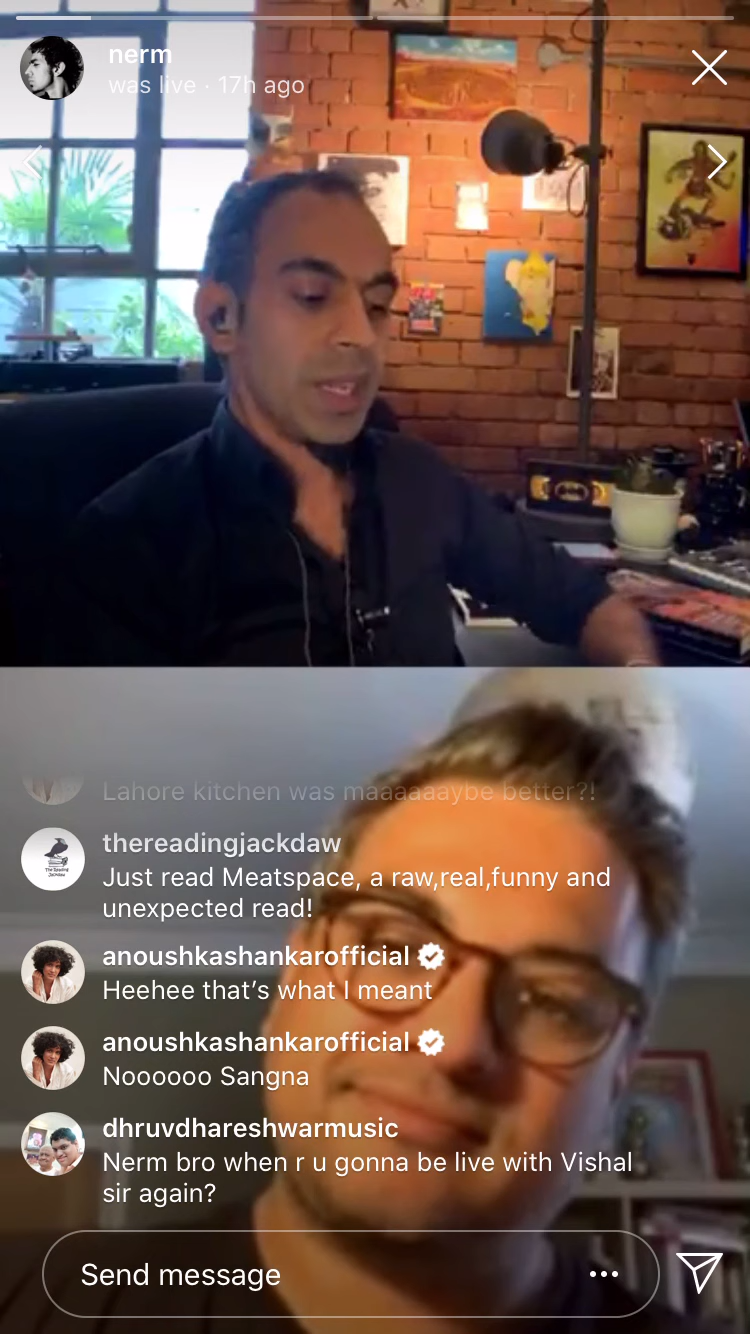 nerm
was live · 17h ago
Lahore kitchen was maaaaaaybe better?!
thereadingjackdaw
Just read Meatspace, a raw,real,funny and
unexpected read!
anoushkashankarofficial
Heehee that's what I meant
anoushkashankarofficial
Noooooo Sangna
dhruvdhareshwarmusic
Nerm bro when r u gonna be live with Vishal
sir again?
Send message